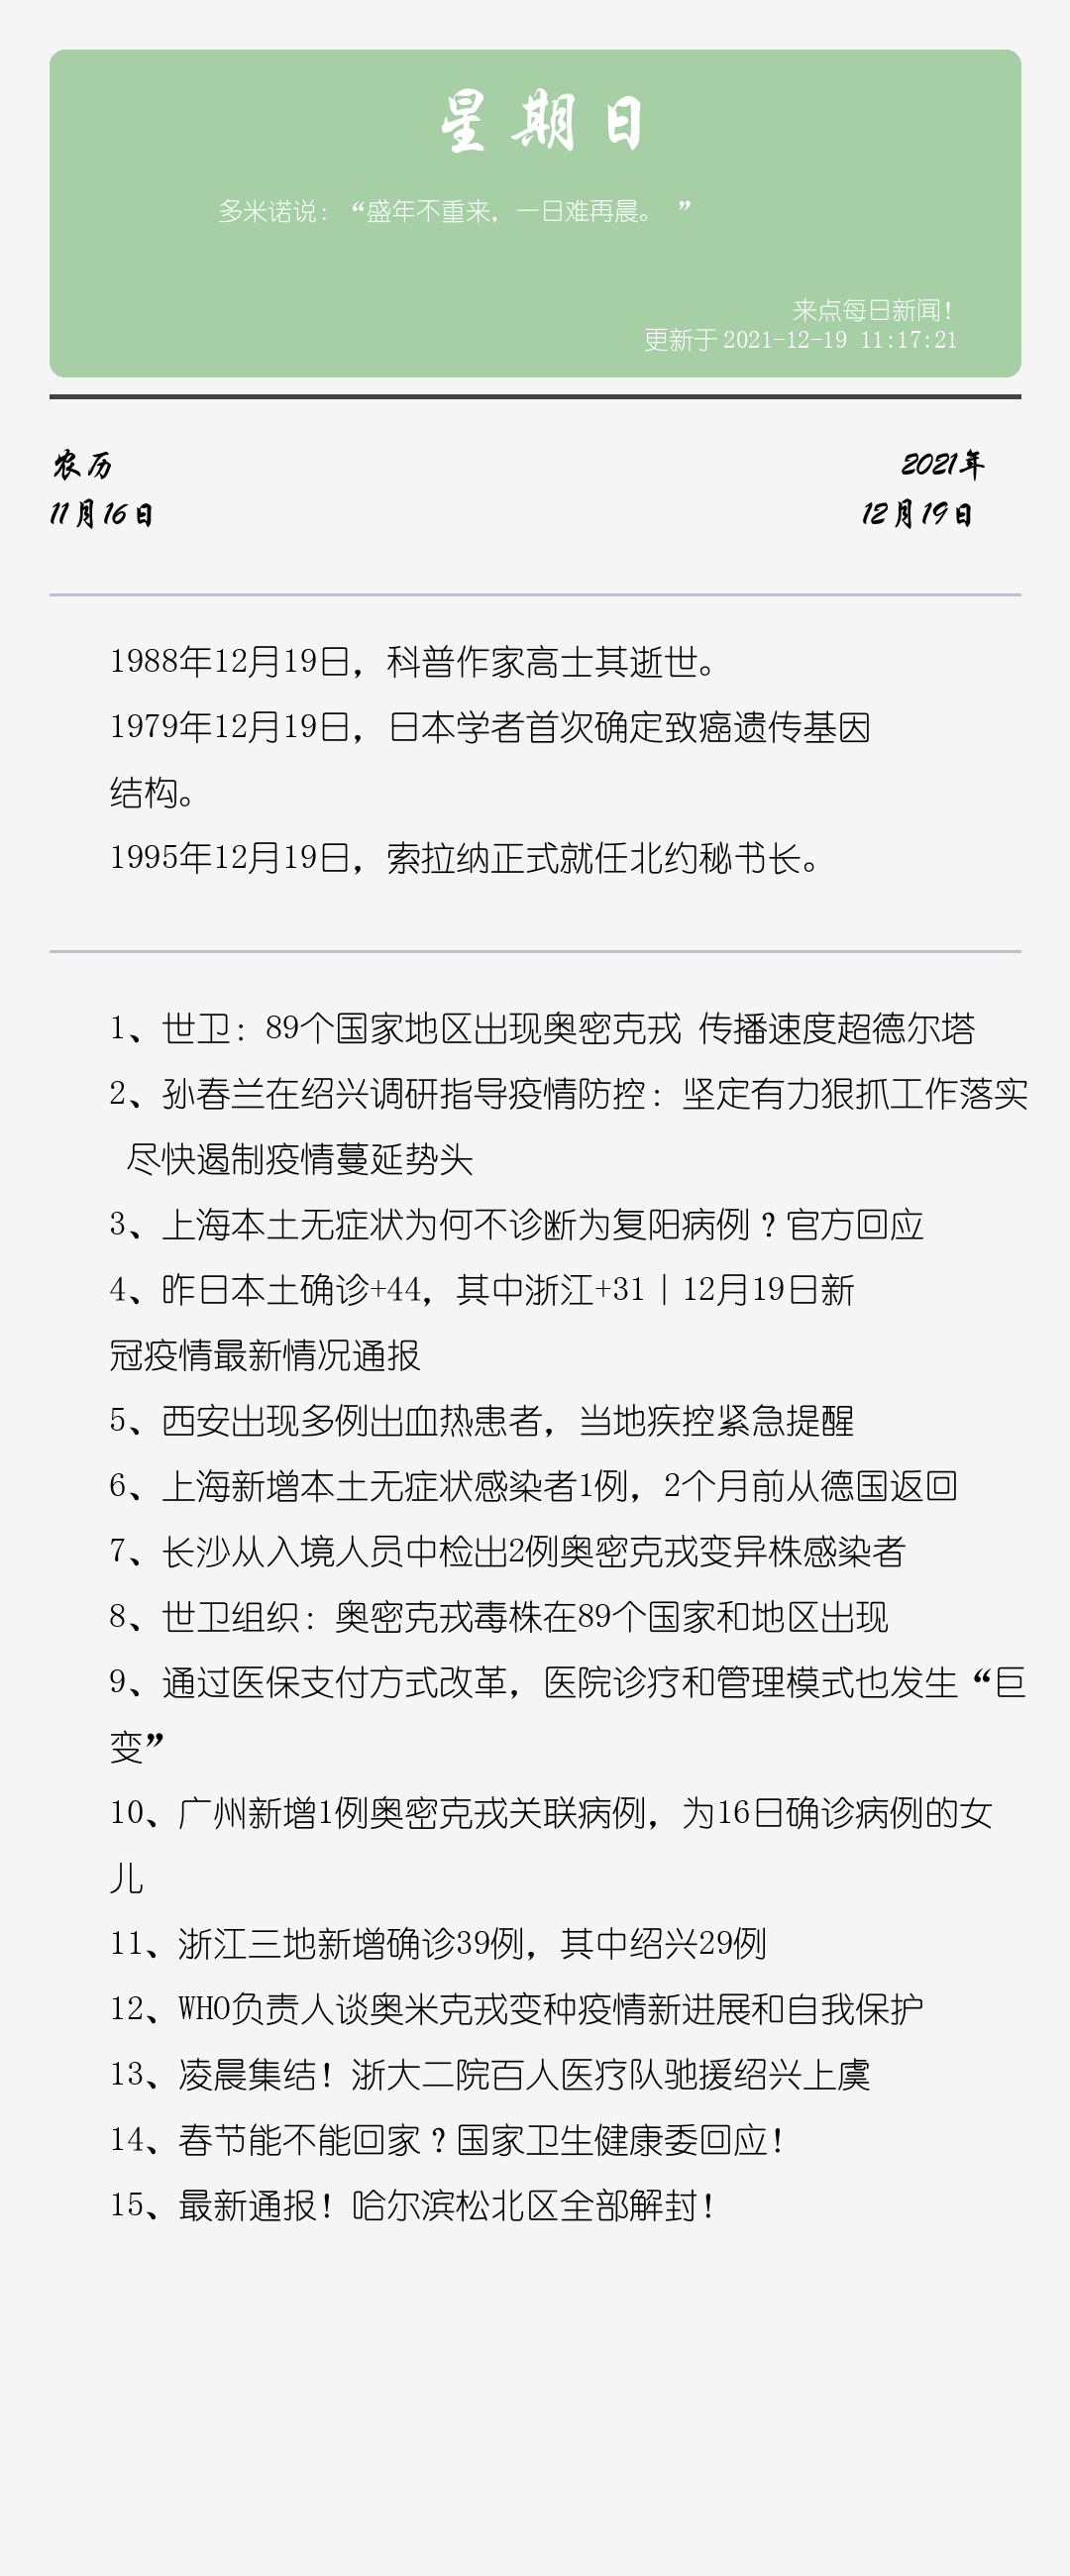 星期日
多米诺说：“盛年不重来，一日难再晨。 ”
来点每日新闻！
更新于2021-12-19 11:17:21
农历
2021年
11月16日
12月19日
1988年12月19日，科普作家高士其逝世。
1979年12月19日，日本学者首次确定致癌遗传基因
结构。
1995年12月19日，索拉纳正式就任北约秘书长。
1、世卫：89个国家地区出现奥密克戎 传播速度超德尔塔
2、孙春兰在绍兴调研指导疫情防控：坚定有力狠抓工作落实
尽快遏制疫情蔓延势头
3、上海本土无症状为何不诊断为复阳病例？官方回应
4、昨日本土确诊+44，其中浙江+31丨12月19日新
冠疫情最新情况通报
5、西安出现多例出血热患者，当地疾控紧急提醒
6、上海新增本土无症状感染者1例，2个月前从德国返回
7、长沙从入境人员中检出2例奥密克戎变异株感染者
8、世卫组织：奥密克戎毒株在89个国家和地区出现
9、通过医保支付方式改革，医院诊疗和管理模式也发生“巨
变”
10、广州新增1例奥密克戎关联病例，为16日确诊病例的女
儿
11、浙江三地新增确诊39例，其中绍兴29例
12、WHO负责人谈奥米克戎变种疫情新进展和自我保护
13、凌晨集结！浙大二院百人医疗队驰援绍兴上虞
14、春节能不能回家？国家卫生健康委回应！
15、最新通报！哈尔滨松北区全部解封！